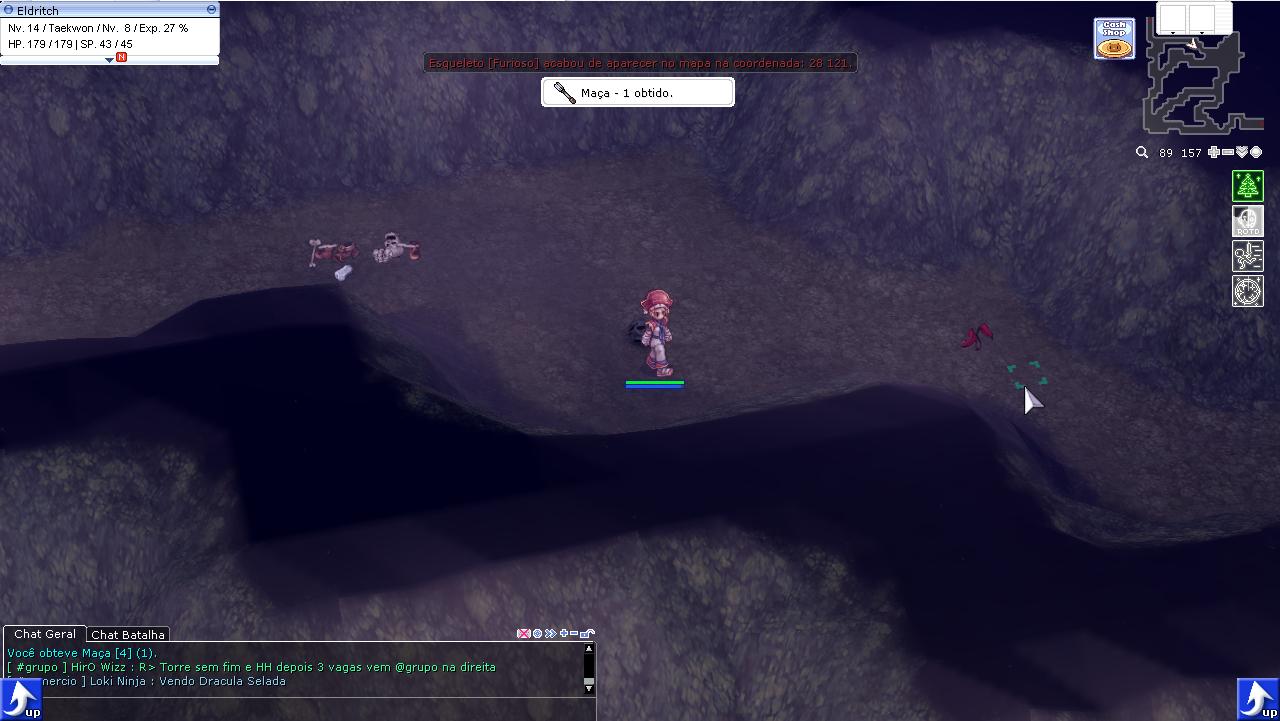 Eldritch
Nv. 14 / Taekwon / Nv. 8 / Exp. 27 %
HP. 179 / 179 | SP. 43 / 45
N
Cash Shop
Esqueleto [Furioso] acabou de aparecer no mapa na coordenada: 28 121.
Maça - 1 obtido.
89 157
ROTD
Chat Geral
Chat Batalha
Você obteve Maça [4] (1).
[ #grupo ] HirO Wizz : R> Torre sem fim e HH depois 3 vagas vem @grupo na direita
mercio ] Loki Ninja : Vendo Dracula Selada
up
up